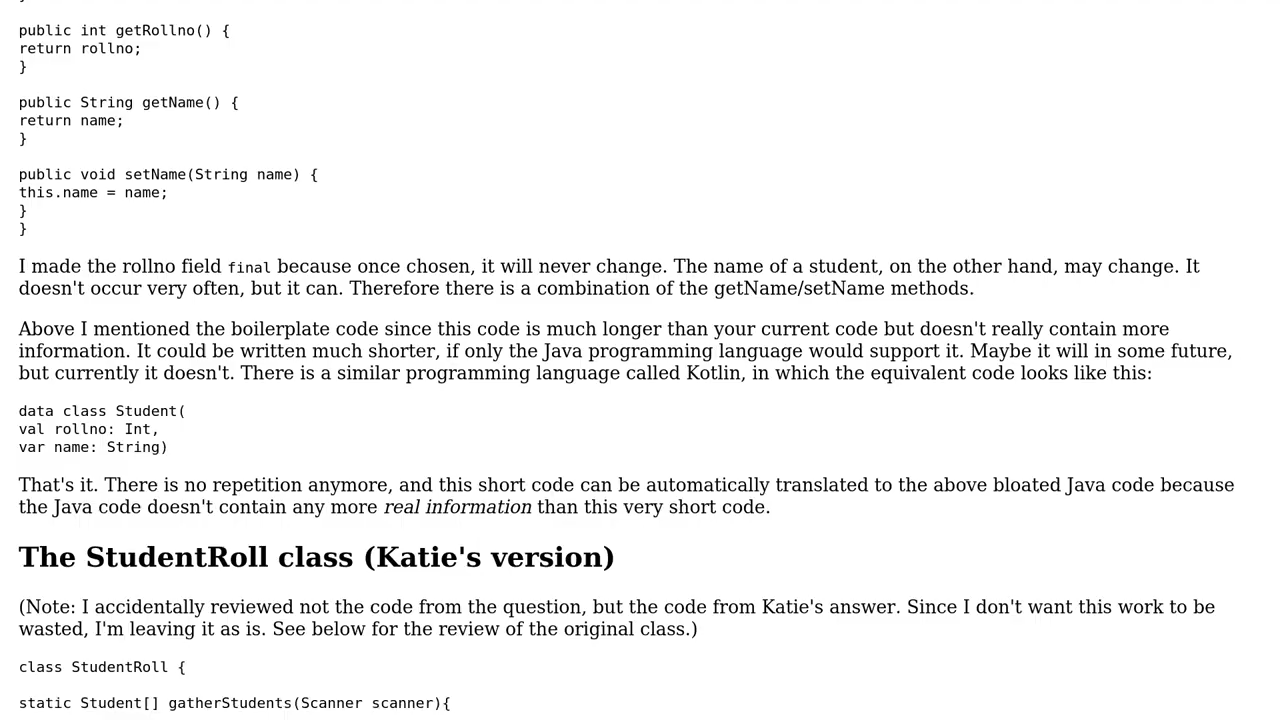 public int getRollno() {
return rollno;
}
public String getName() {
return name;
}
public void setName(String name) {
this.name = name;
}
}
I made the rollno field final because once chosen, it will never change. The name of a student, on the other hand, may change. It
doesn't occur very often, but it can. Therefore there is a combination of the getName/setName methods.
Above I mentioned the boilerplate code since this code is much longer than your current code but doesn't really contain more
information. It could be written much shorter, if only the Java programming language would support it. Maybe it will in some future,
but currently it doesn't. There is a similar programming language called Kotlin, in which the equivalent code looks like this:
data class Student(
val rollno: Int,
var name: String)
That's it. There is no repetition anymore, and this short code can be automatically translated to the above bloated Java code because
the Java code doesn't contain any more real information than this very short code.
The StudentRoll class (Katie's version)
(Note: I accidentally reviewed not the code from the question, but the code from Katie's answer. Since I don't want this work to be
wasted, I'm leaving it as is. See below for the review of the original class.)
class StudentRoll {
static Student[] gatherStudents(Scanner scanner){